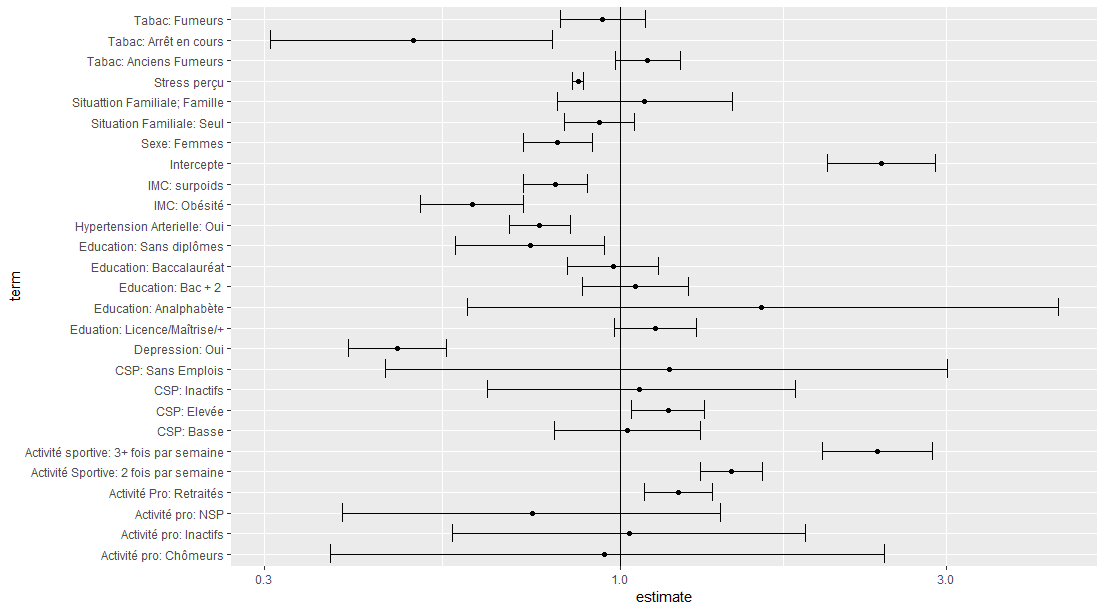 Tabac: Fumeurs
Tabac: Arrêt en cours
Tabac: Anciens Fumeurs
Stress perçu
Situattion Familiale; Famille
Situation Familiale: Seul
Sexe: Femmes
Intercepte
IMC: surpoids
IMC: Obésité
Hypertension Arterielle: Oui
Education: Sans diplômes
Education: Baccalauréat
Education: Bac + 2
Education: Analphabète
Eduation: Licence/Maîtrise/+
Depression: Oui
CSP: Sans Emplois
CSP: Inactifs
CSP: Elevée
CSP: Basse
Activité sportive: 3+ fois par semaine
Activité Sportive: 2 fois par semaine
Activité Pro: Retraités
Activité pro: NSP
Activité pro: Inactifs
Activité pro: Chômeurs
term
0.3 1.0 3.0
estimate